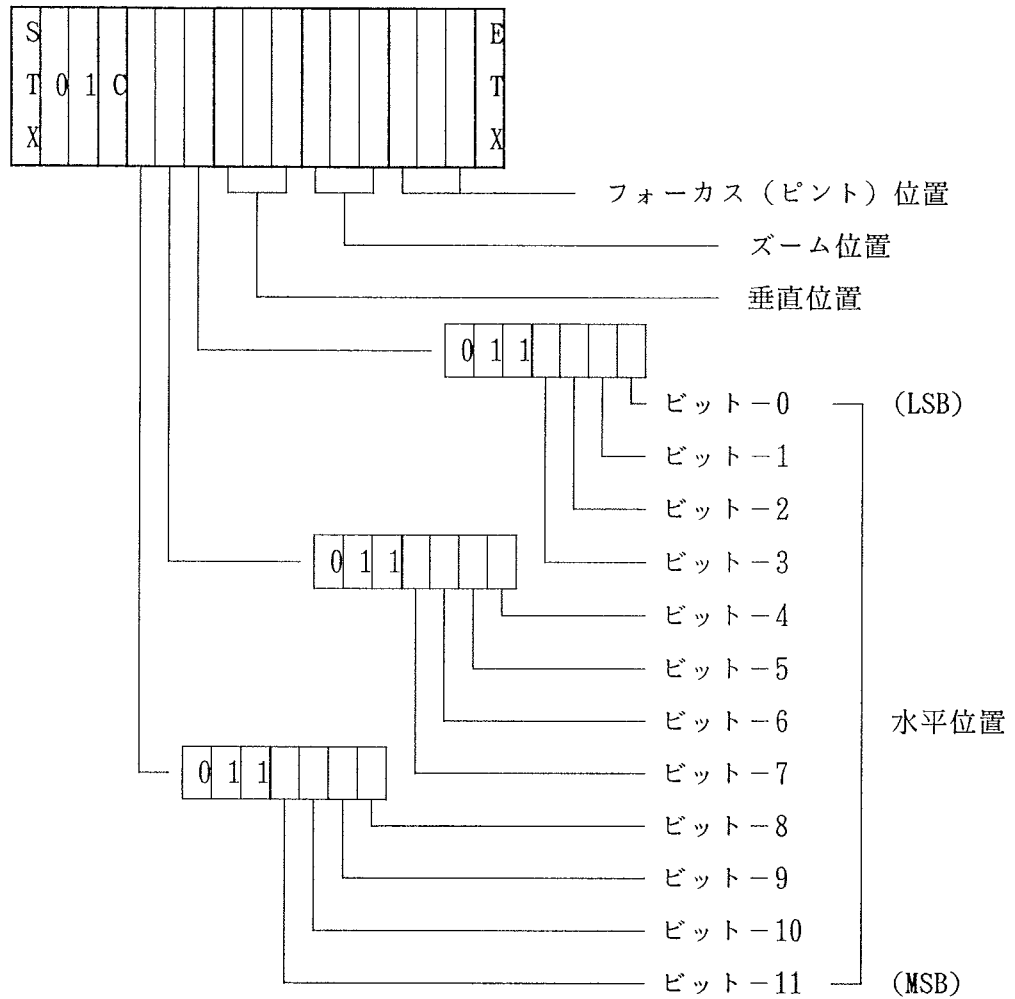 STX 0 1 C ETX
フォーカス（ピント）位置
ズーム位置
垂直位置
0 1 1
ビット－0 (LSB)
ビット－1
ビット－2
0 1 1 ビット－3
ビット－4
ビット－5
ビット－6 水平位置
0 1 1 ビット－7
ビット－8
ビット－9
ビット－10
ビット－11 (MSB)